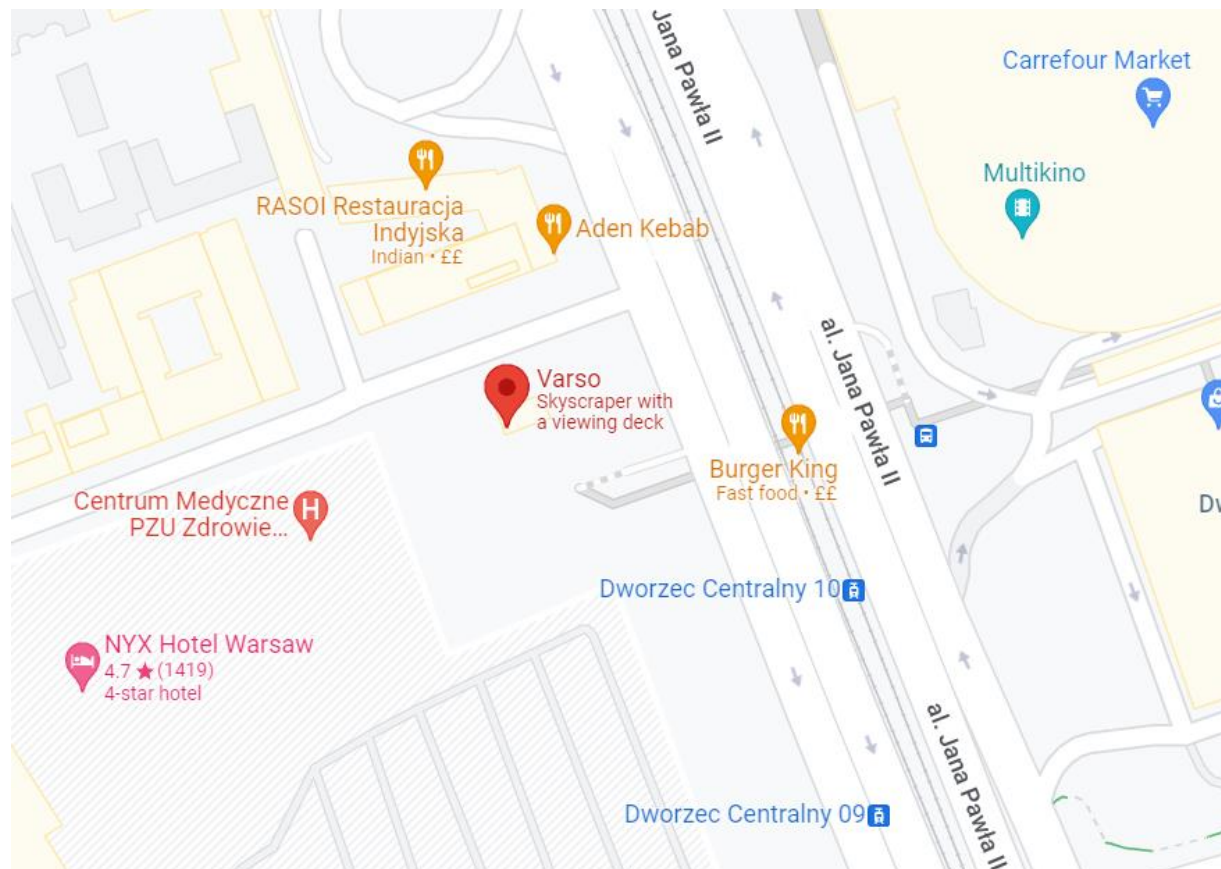 Jana Pawła II
Carrefour Market
Multikino
RASOI Restauracja
Indyjska
Indian • ££
Aden Kebab
al. Jana Pawła II
Varso
Skyscraper with
a viewing deck
Burger King
Fast food • ££
Centrum Medyczne
PZU Zdrowie...
H
Dw
Dworzec Centralny 10
NYX Hotel Warsaw
4.7 ★ (1419)
4-star hotel
al. Jana Pawła II
Dworzec Centralny 09